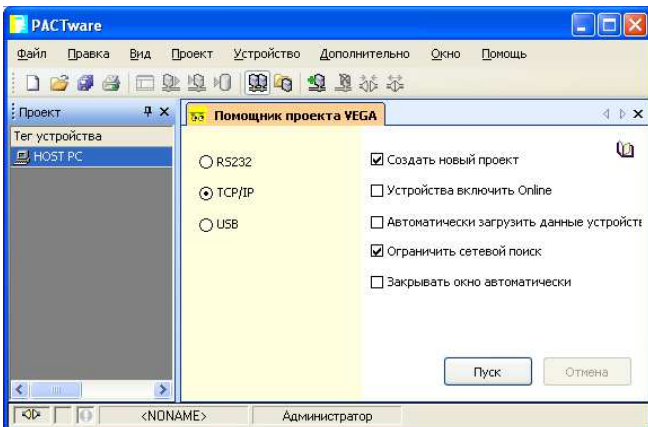 PACTware
Файл Правка Вид Проект Устройство Дополнительно Окно Помощь
Проект
Помощник проекта VEGA
Тег устройства
HOST PC
RS232
TCP/IP
USB
Создать новый проект
Устройства включить Online
Автоматически загрузить данные устройств
Ограничить сетевой поиск
Закрывать окно автоматически
Пуск Отмена
<NONAME> Администратор